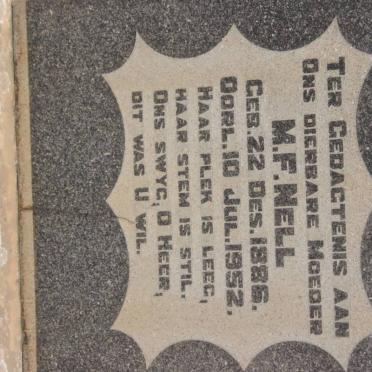 TER GEDACTENIS AAN
ONS DIERBARE MOEDER
M.F. NELL
GEB. 22 DES. 1886.
OORL. 10 JUL. 1952.
HAAR PLEK IS LEEG,
HAAR STEM IS STIL.
ONS SWYG, O HEER,
DIT WAS U WIL.